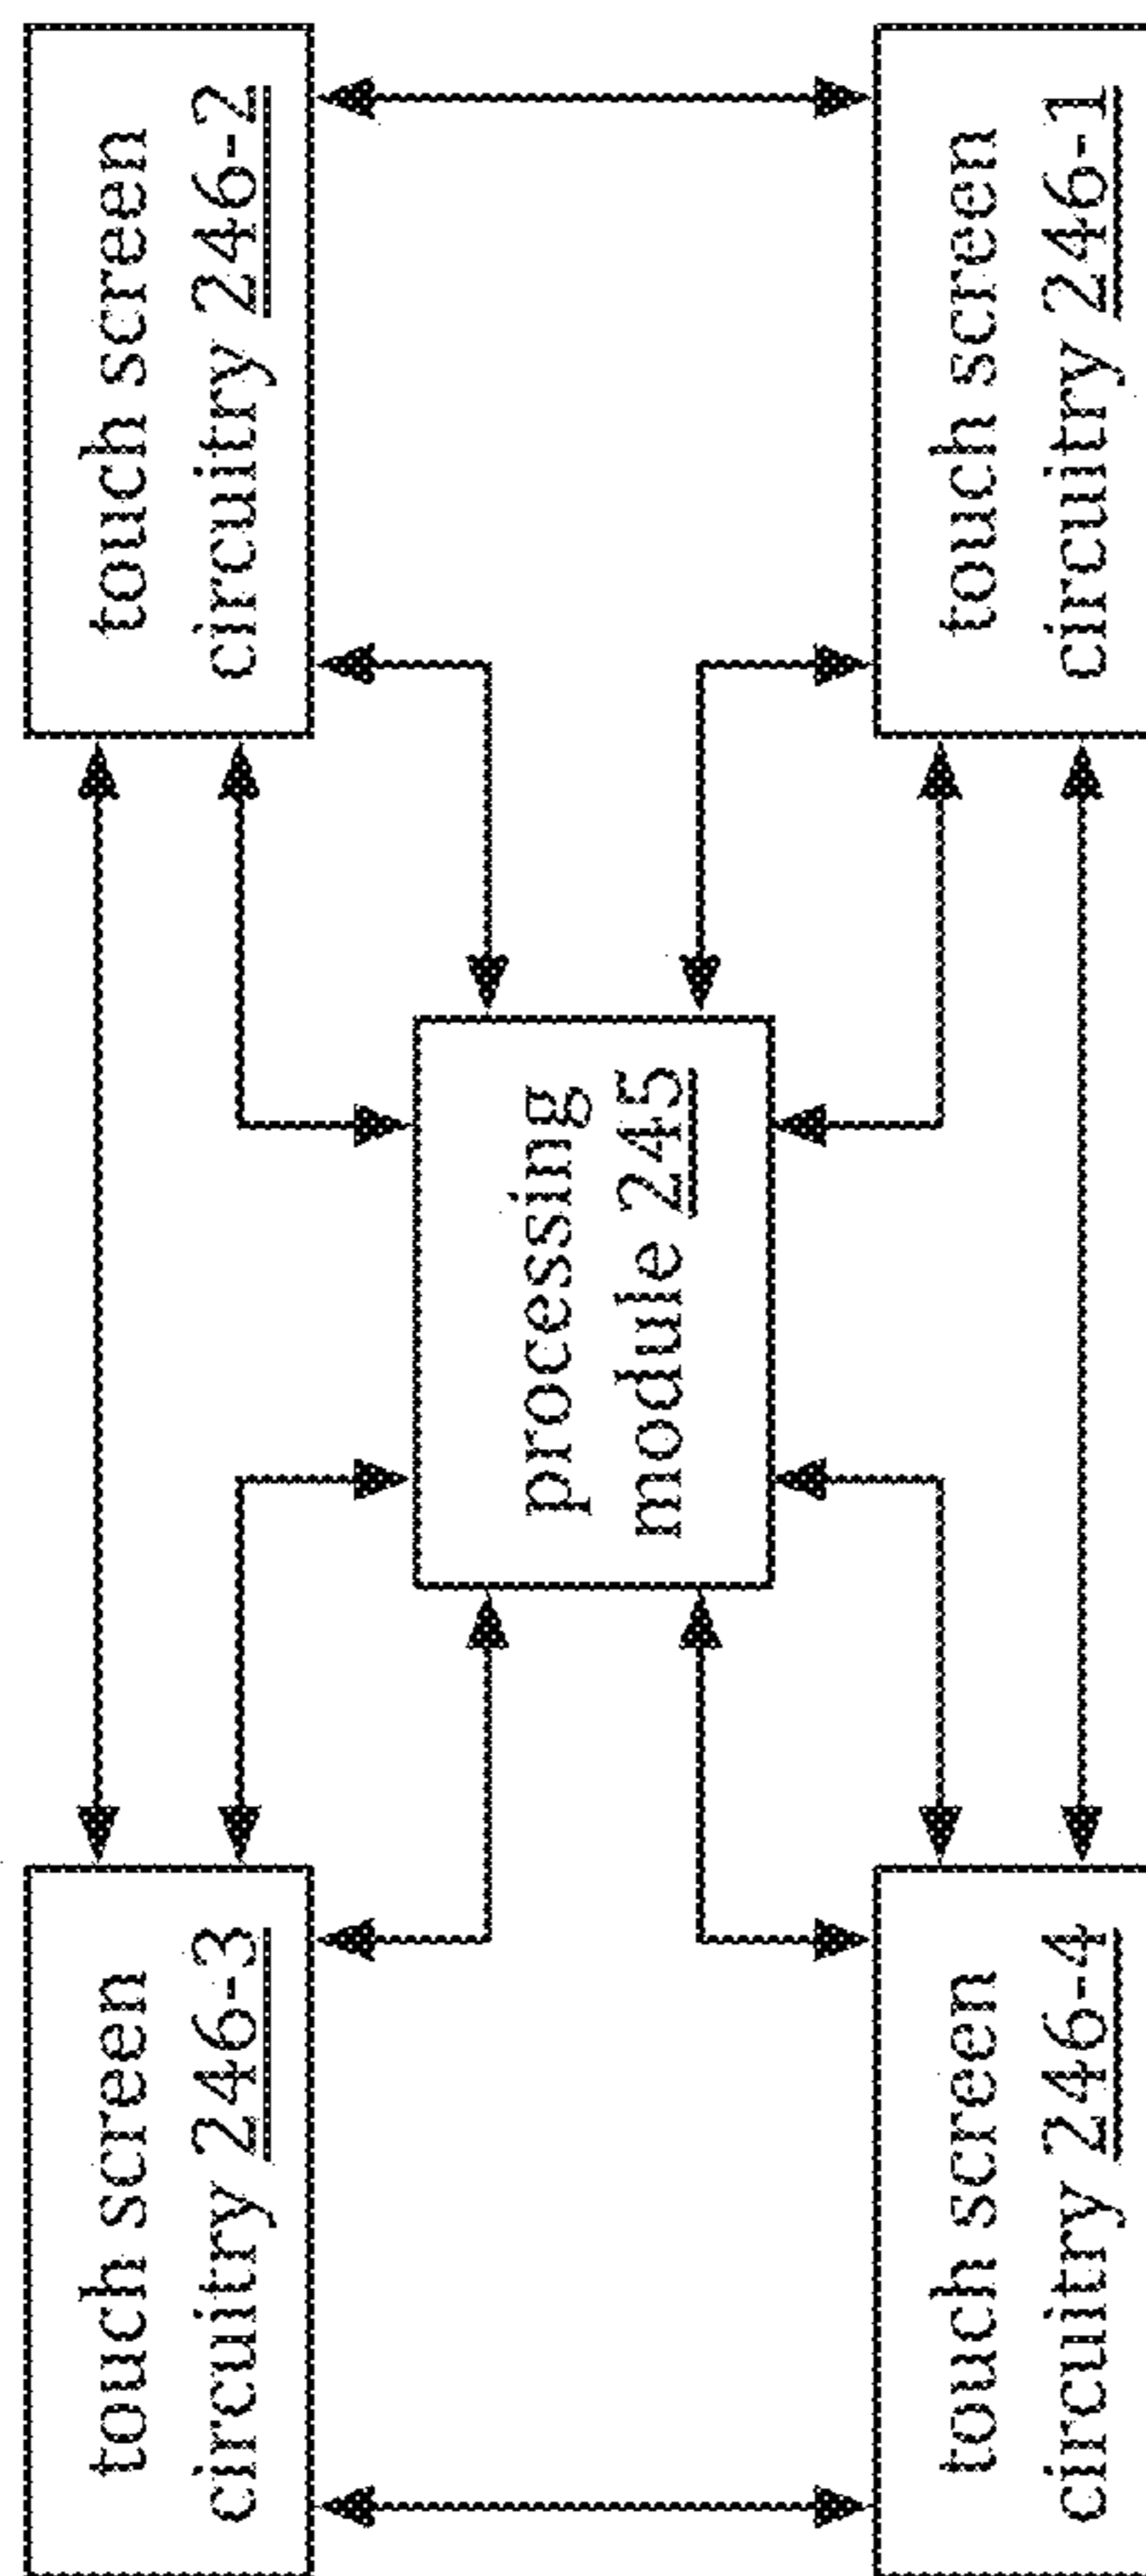 touch screen
circuitry 246-3
touch screen
circuitry 246-2
processing
module 245
touch screen
circuitry 246-4
touch screen
circuitry 246-1